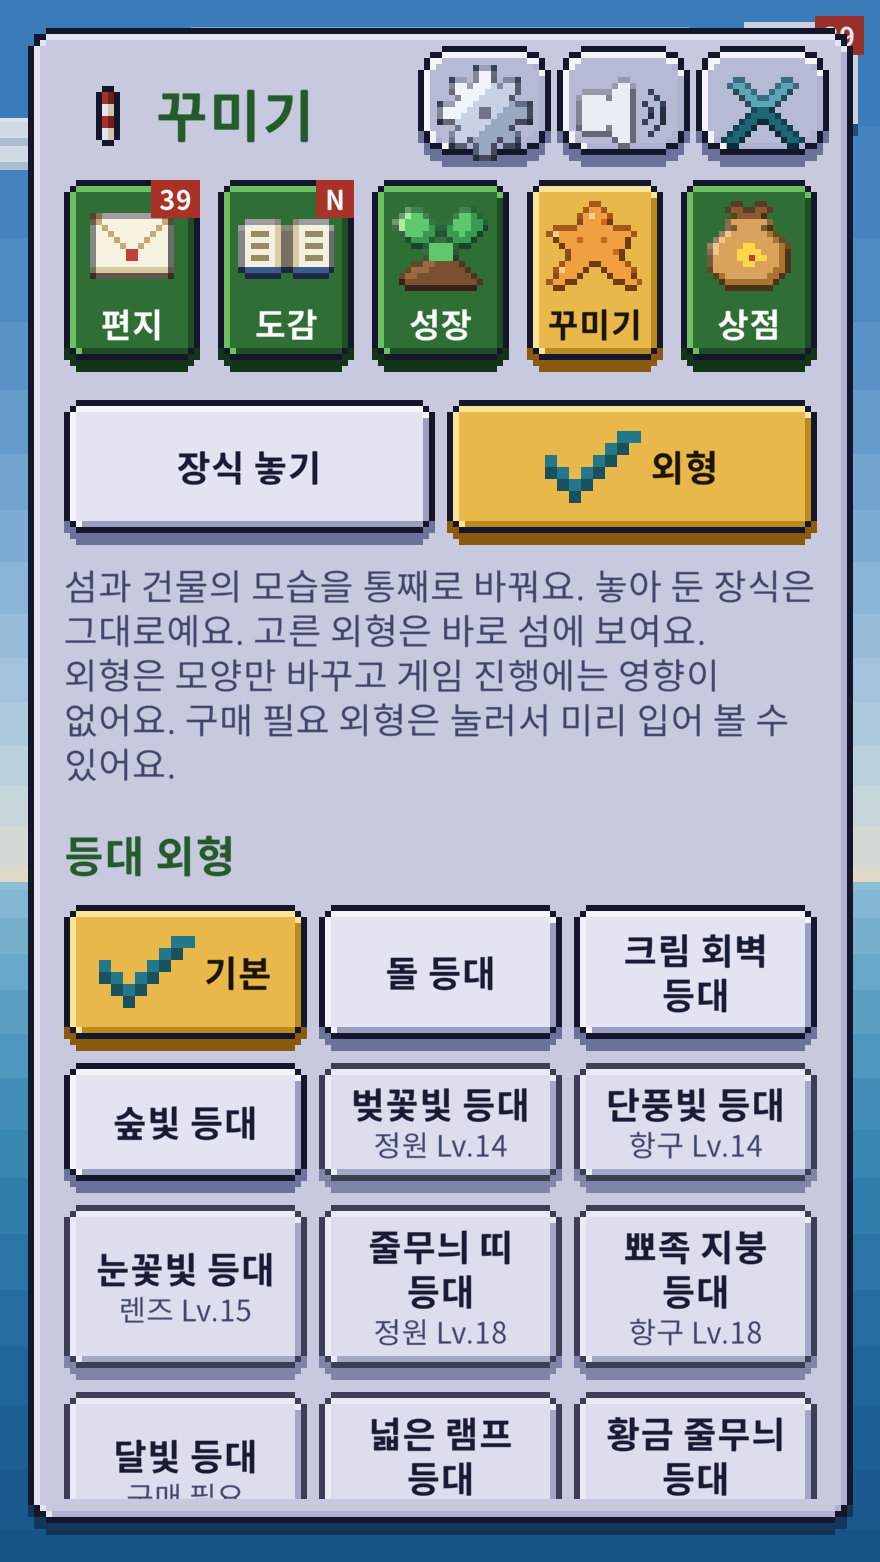 꾸미기
39
편지
N
도감
성장
꾸미기
상점
장식 놓기
외형
섬과 건물의 모습을 통째로 바꿔요. 놓아 둔 장식은
그대로예요. 고른 외형은 바로 섬에 보여요.
외형은 모양만 바꾸고 게임 진행에는 영향이
없어요. 구매 필요 외형은 눌러서 미리 입어 볼 수
있어요.
등대 외형
기본
돌 등대
크림 회벽
등대
숲빛 등대
벚꽃빛 등대
정원 Lv.14
단풍빛 등대
항구 Lv.14
눈꽃빛 등대
렌즈 Lv.15
줄무늬 띠
등대
정원 Lv.18
뾰족 지붕
등대
항구 Lv.18
달빛 등대
구매 필요
넓은 램프
등대
황금 줄무늬
등대